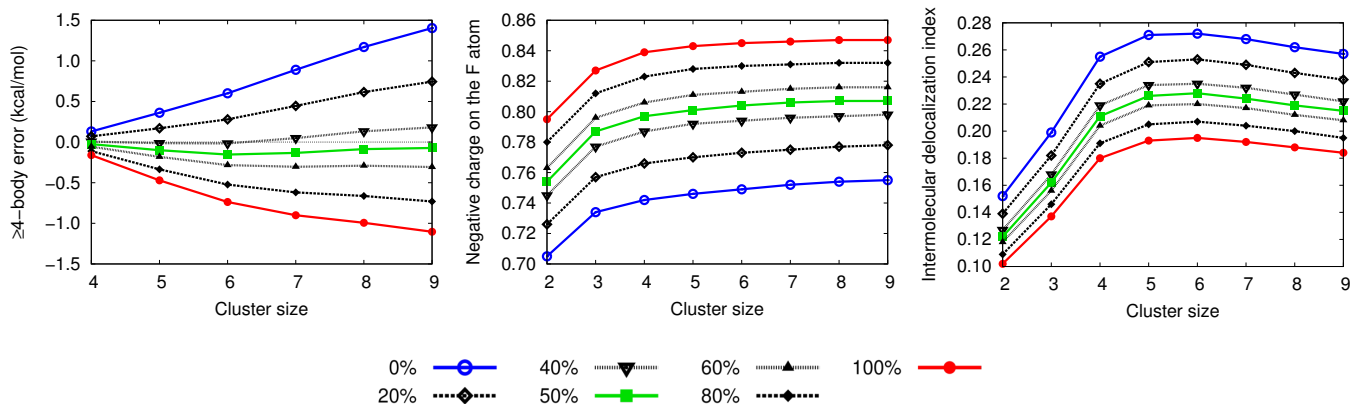 ≥4-body error (kcal/mol)
1.5
1.0
0.5
0.0
−0.5
−1.0
−1.5
4 5 6 7 8 9
Cluster size
Negative charge on the F atom
0.86
0.84
0.82
0.80
0.78
0.76
0.74
0.72
0.70
2 3 4 5 6 7 8 9
Cluster size
Intermolecular delocalization index
0.28
0.26
0.24
0.22
0.20
0.18
0.16
0.14
0.12
0.10
2 3 4 5 6 7 8 9
Cluster size
0% 40% 60% 100%
20% 50% 80%